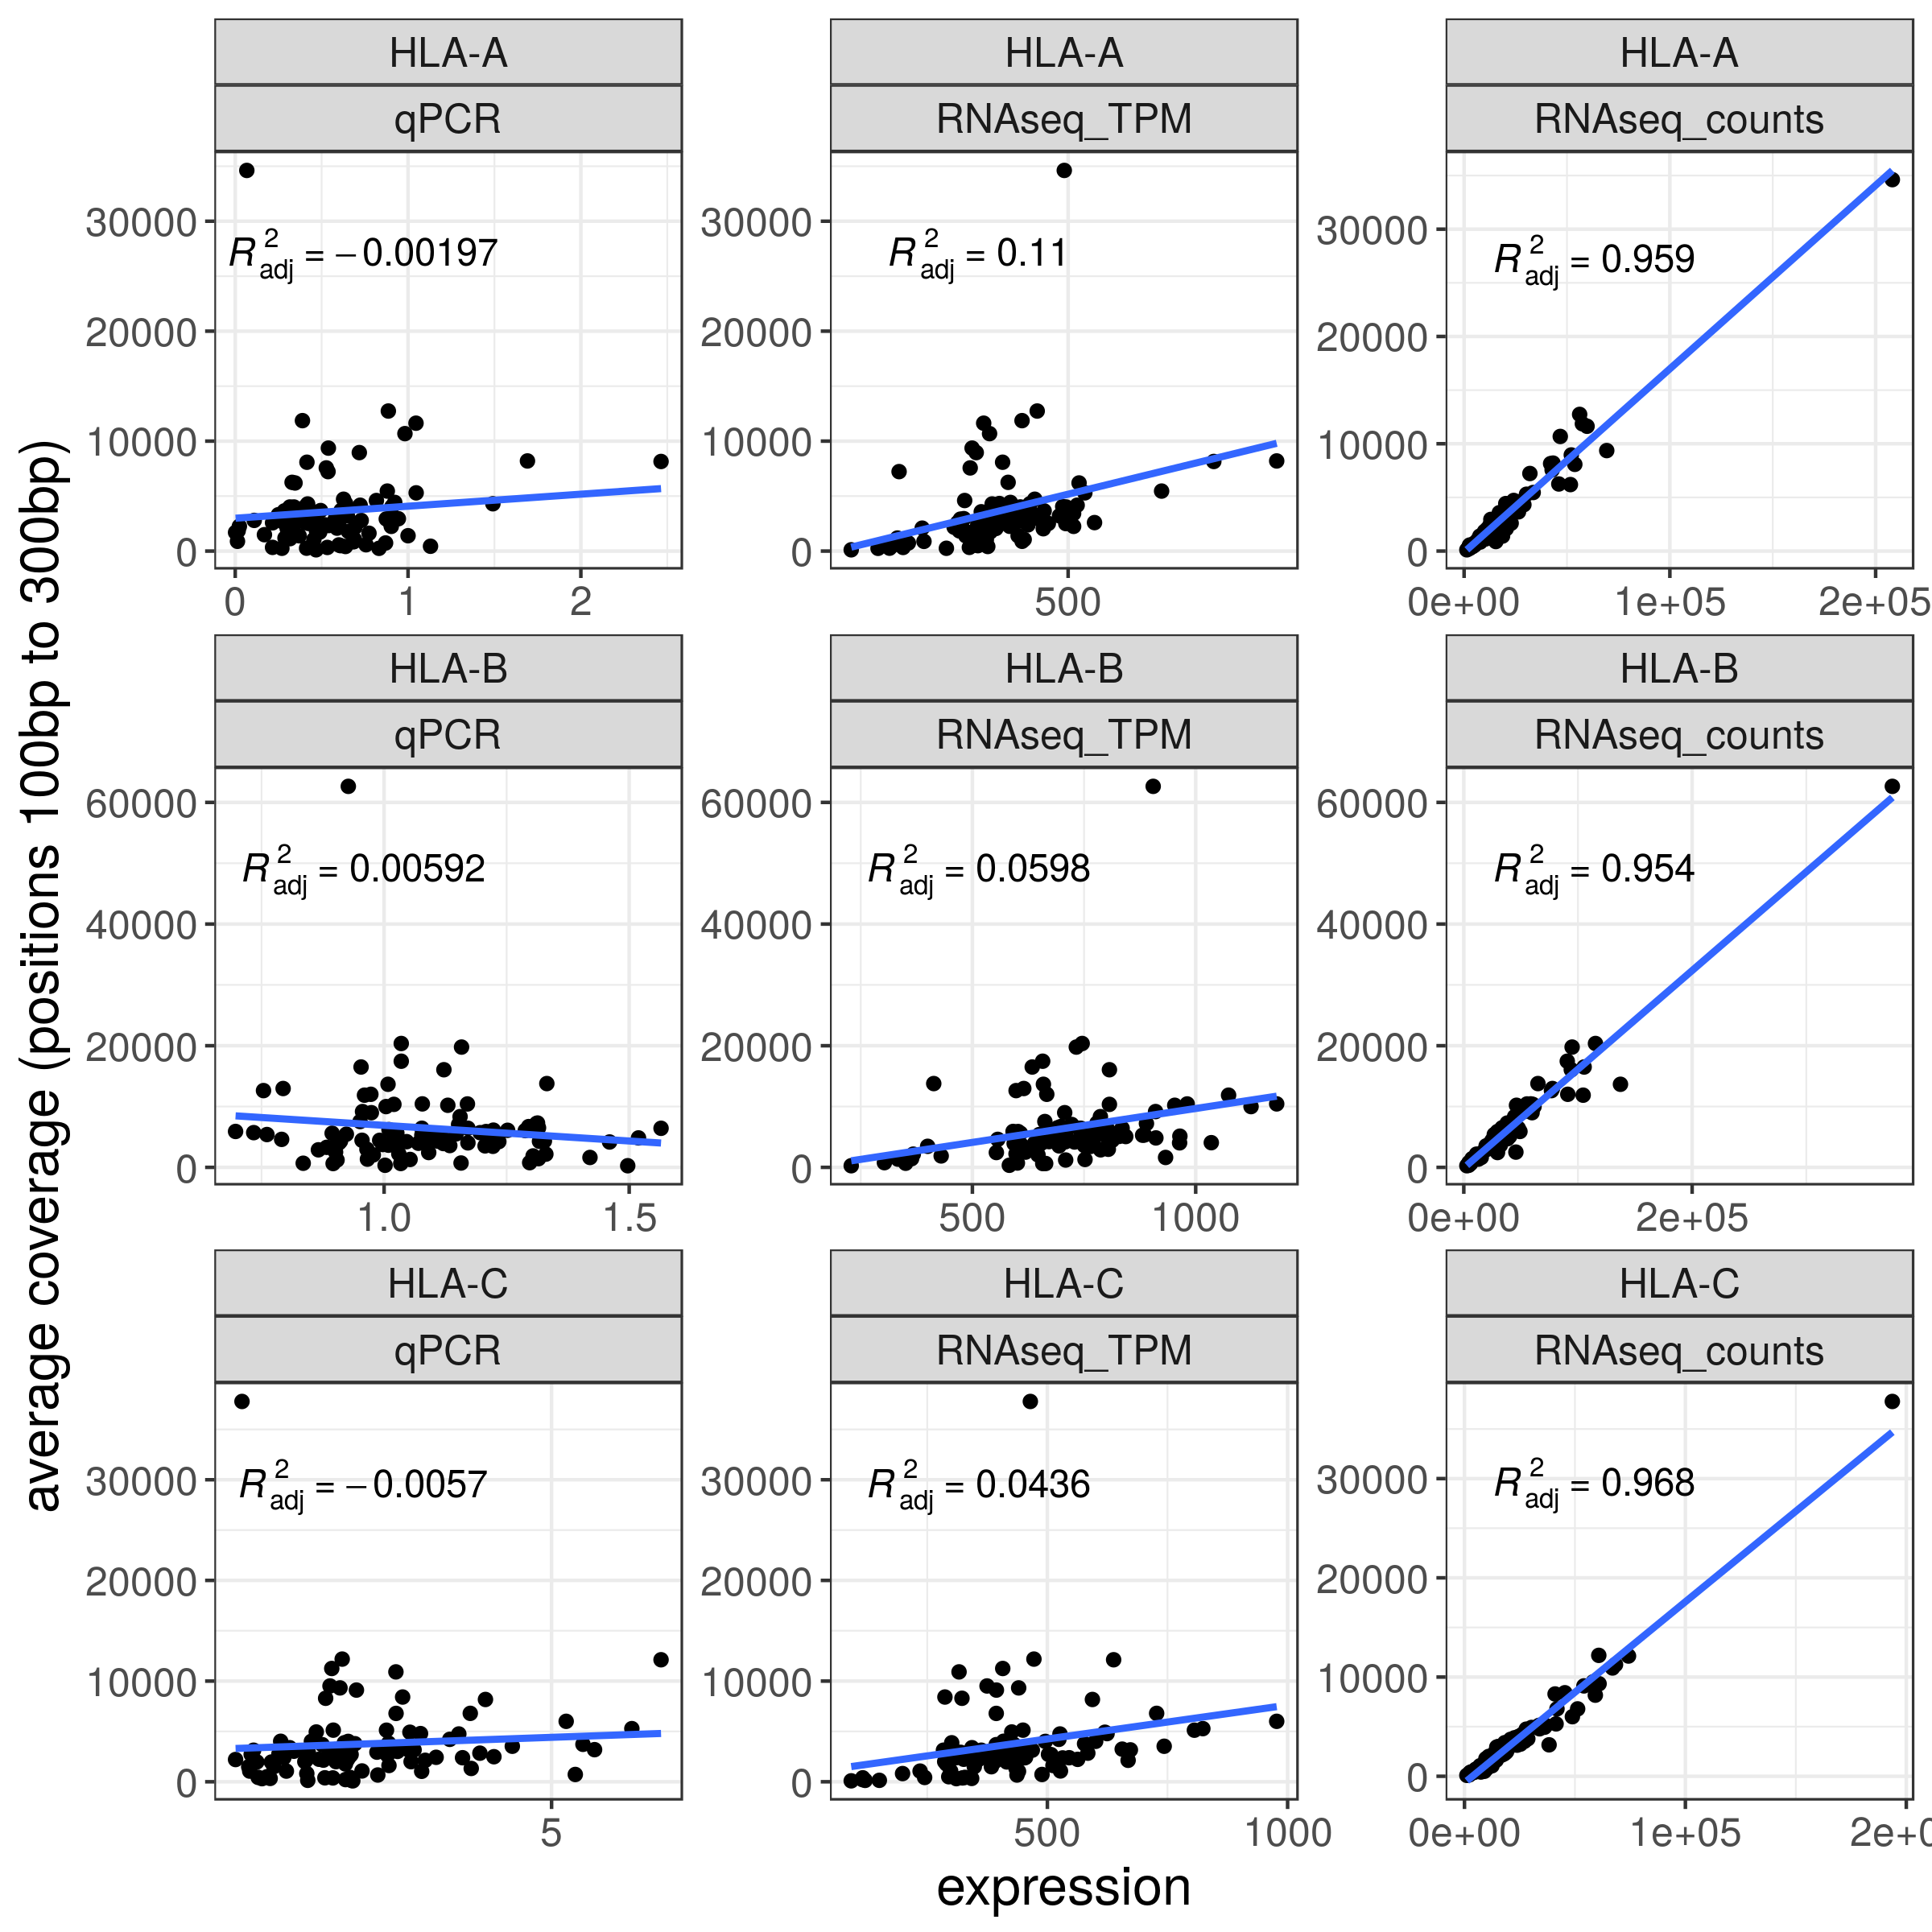 HLA-A
qPCR
30000
20000
10000
0
R²adj = −0.00197
0 1 2
HLA-A
RNAseq_TPM
30000
20000
10000
0
R²adj = 0.11
500
HLA-A
RNAseq_counts
30000
20000
10000
0
R²adj = 0.959
0e+00 1e+05 2e+05
HLA-B
qPCR
60000
40000
20000
0
R²adj = 0.00592
1.0 1.5
HLA-B
RNAseq_TPM
60000
40000
20000
0
R²adj = 0.0598
500 1000
HLA-B
RNAseq_counts
60000
40000
20000
0
R²adj = 0.954
0e+00 2e+05
HLA-C
qPCR
30000
20000
10000
0
R²adj = −0.0057
5
HLA-C
RNAseq_TPM
30000
20000
10000
0
R²adj = 0.0436
500 1000
HLA-C
RNAseq_counts
30000
20000
10000
0
R²adj = 0.968
0e+00 1e+05
average coverage (positions 100bp to 300bp)
expression